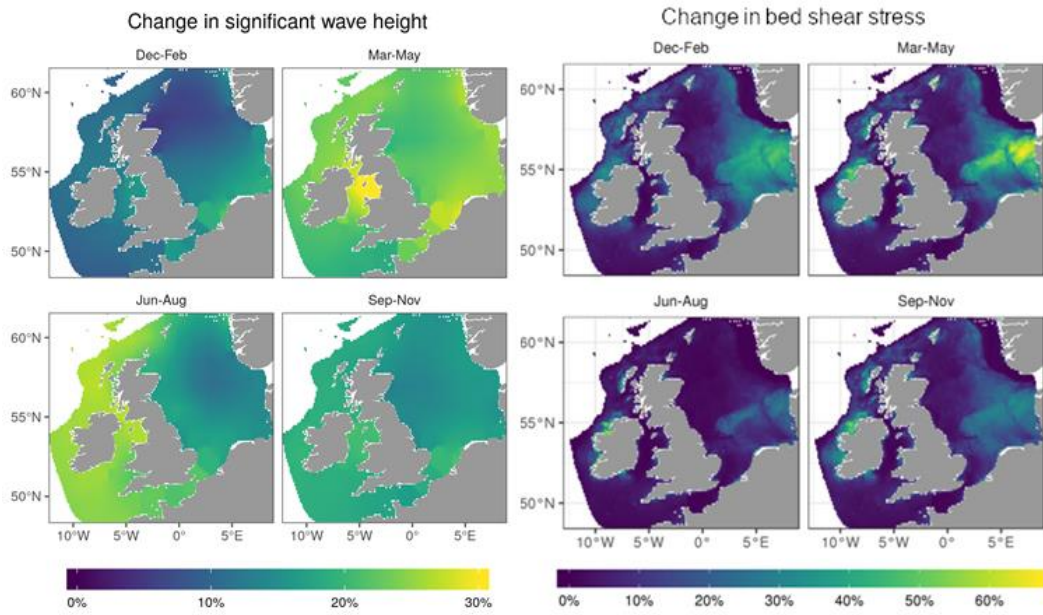 Change in significant wave height
Dec-Feb
Mar-May
60°N
55°N
50°N
Jun-Aug
Sep-Nov
60°N
55°N
50°N
10°W 5°W 0° 5°E 10°W 5°W 0° 5°E
0% 10% 20% 30%
Change in bed shear stress
Dec-Feb
Mar-May
60°N
55°N
50°N
Jun-Aug
Sep-Nov
60°N
55°N
50°N
10°W 5°W 0° 5°E 10°W 5°W 0° 5°E
0% 10% 20% 30% 40% 50% 60%